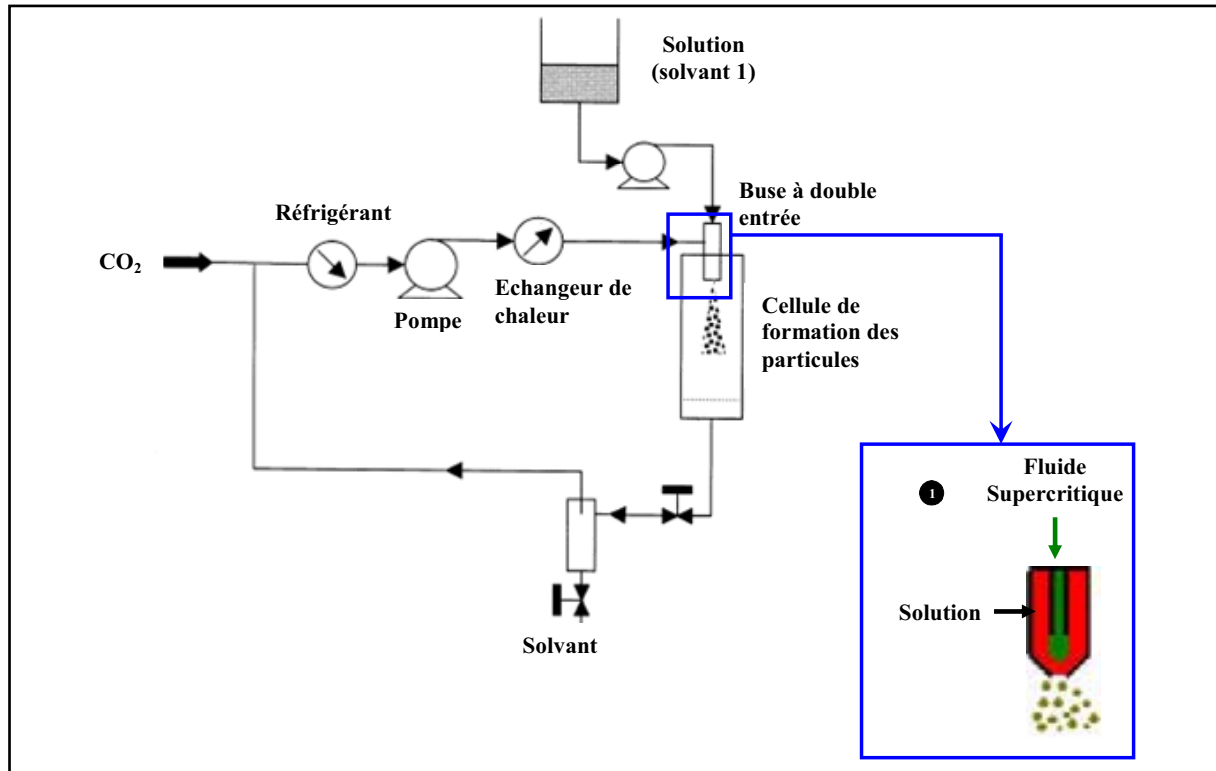 Solution
(solvant 1)
Buse à double
entrée
Réfrigérant
CO₂
Pompe
Echangeur de
chaleur
Cellule de
formation des
particules
1
Fluide
Supercritique
Solution
Solvant